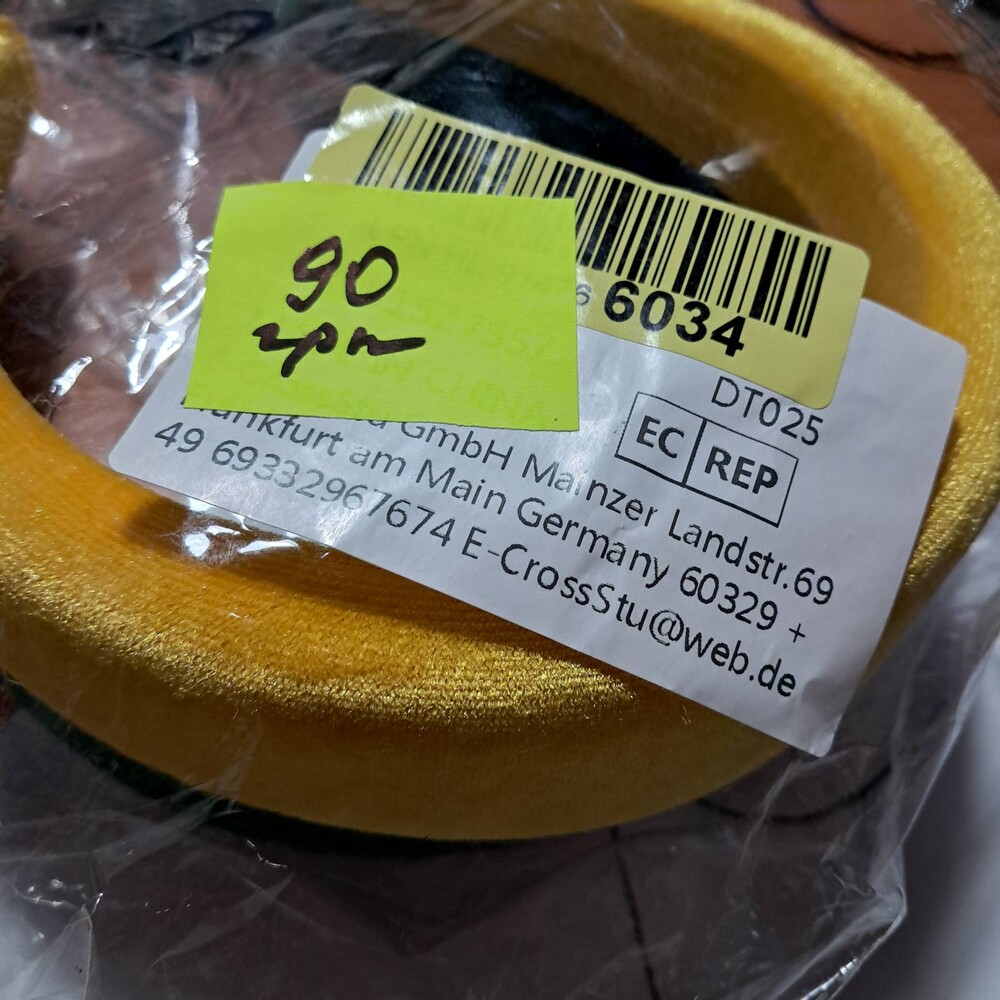 90
грн
6 6034
DT025
EC REP
GmbH Mainzer Landstr.69
Frankfurt am Main Germany 60329 +
49 69332967674 E-CrossStu@web.de